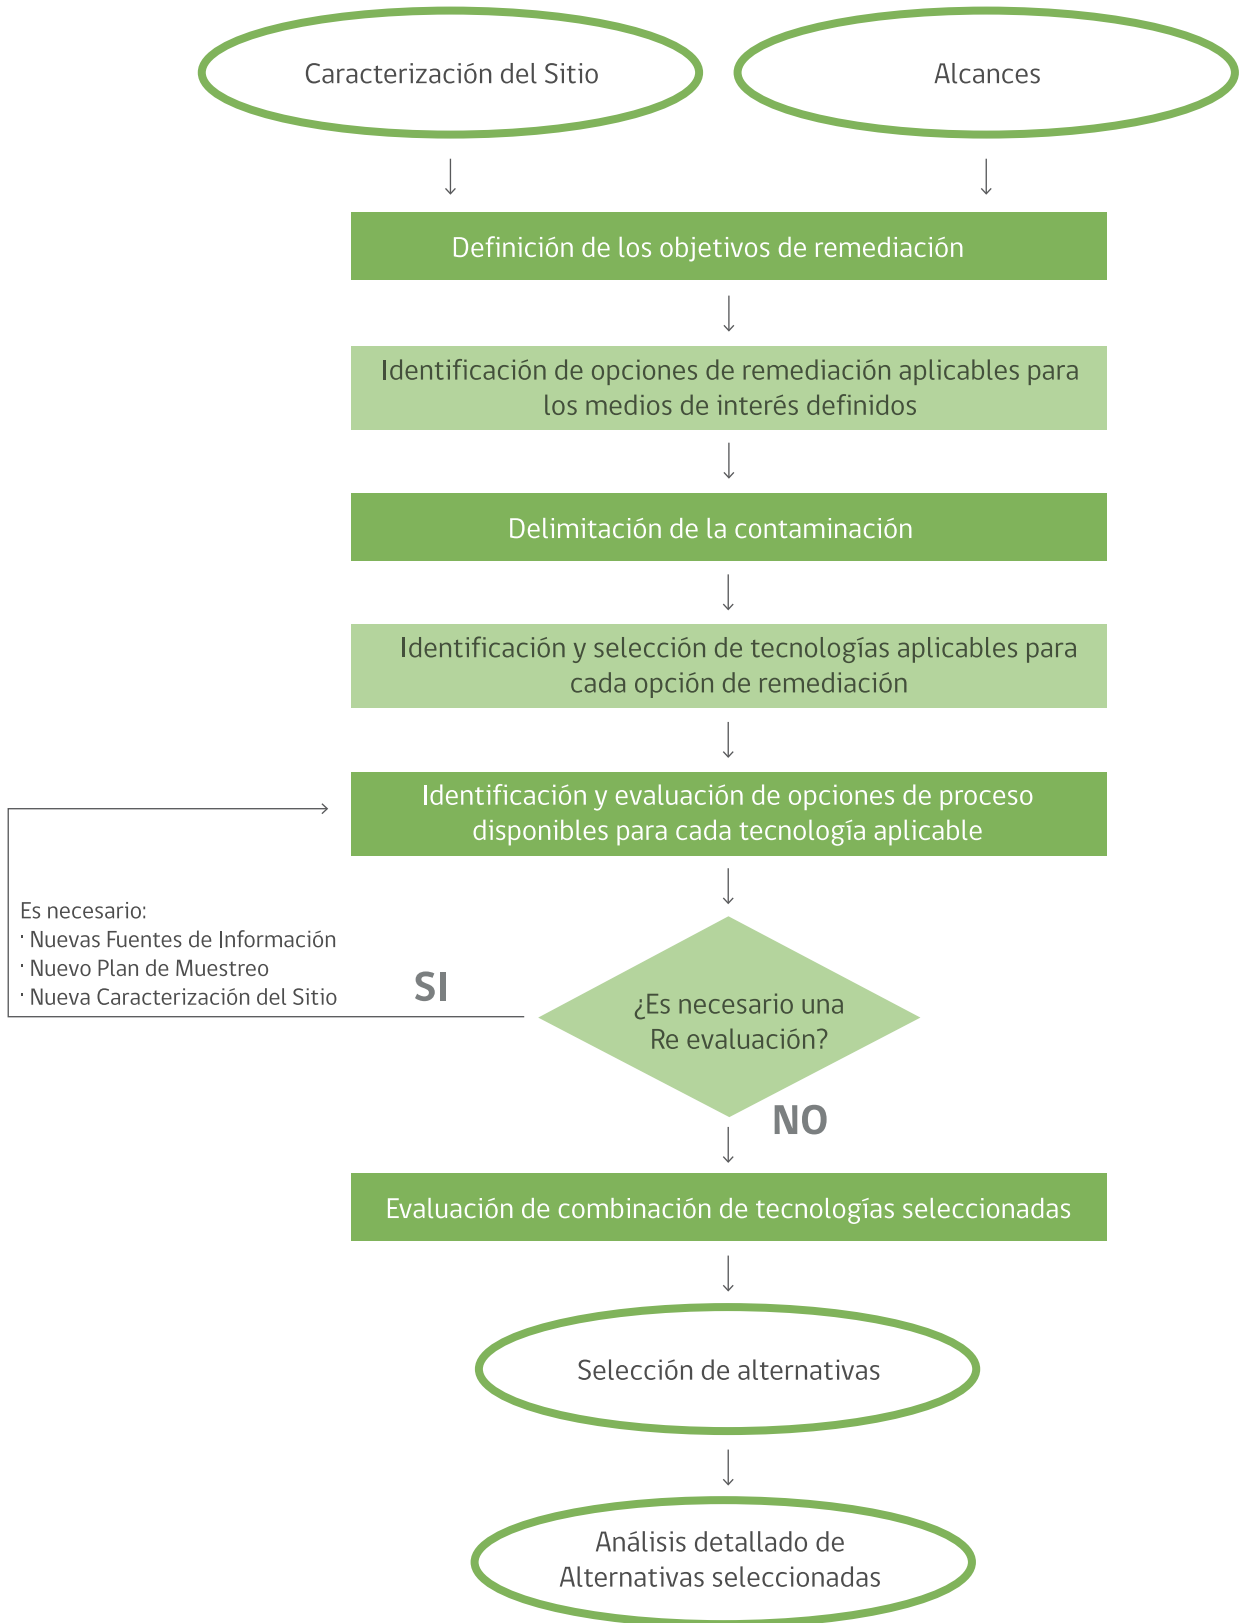 Caracterización del Sitio
Alcances
Definición de los objetivos de remediación
Identificación de opciones de remediación aplicables para
los medios de interés definidos
Delimitación de la contaminación
Identificación y selección de tecnologías aplicables para
cada opción de remediación
Identificación y evaluación de opciones de proceso
disponibles para cada tecnología aplicable
Es necesario:
· Nuevas Fuentes de Información
· Nuevo Plan de Muestreo
· Nueva Caracterización del Sitio
SI
¿Es necesario una
Re evaluación?
NO
Evaluación de combinación de tecnologías seleccionadas
Selección de alternativas
Análisis detallado de
Alternativas seleccionadas